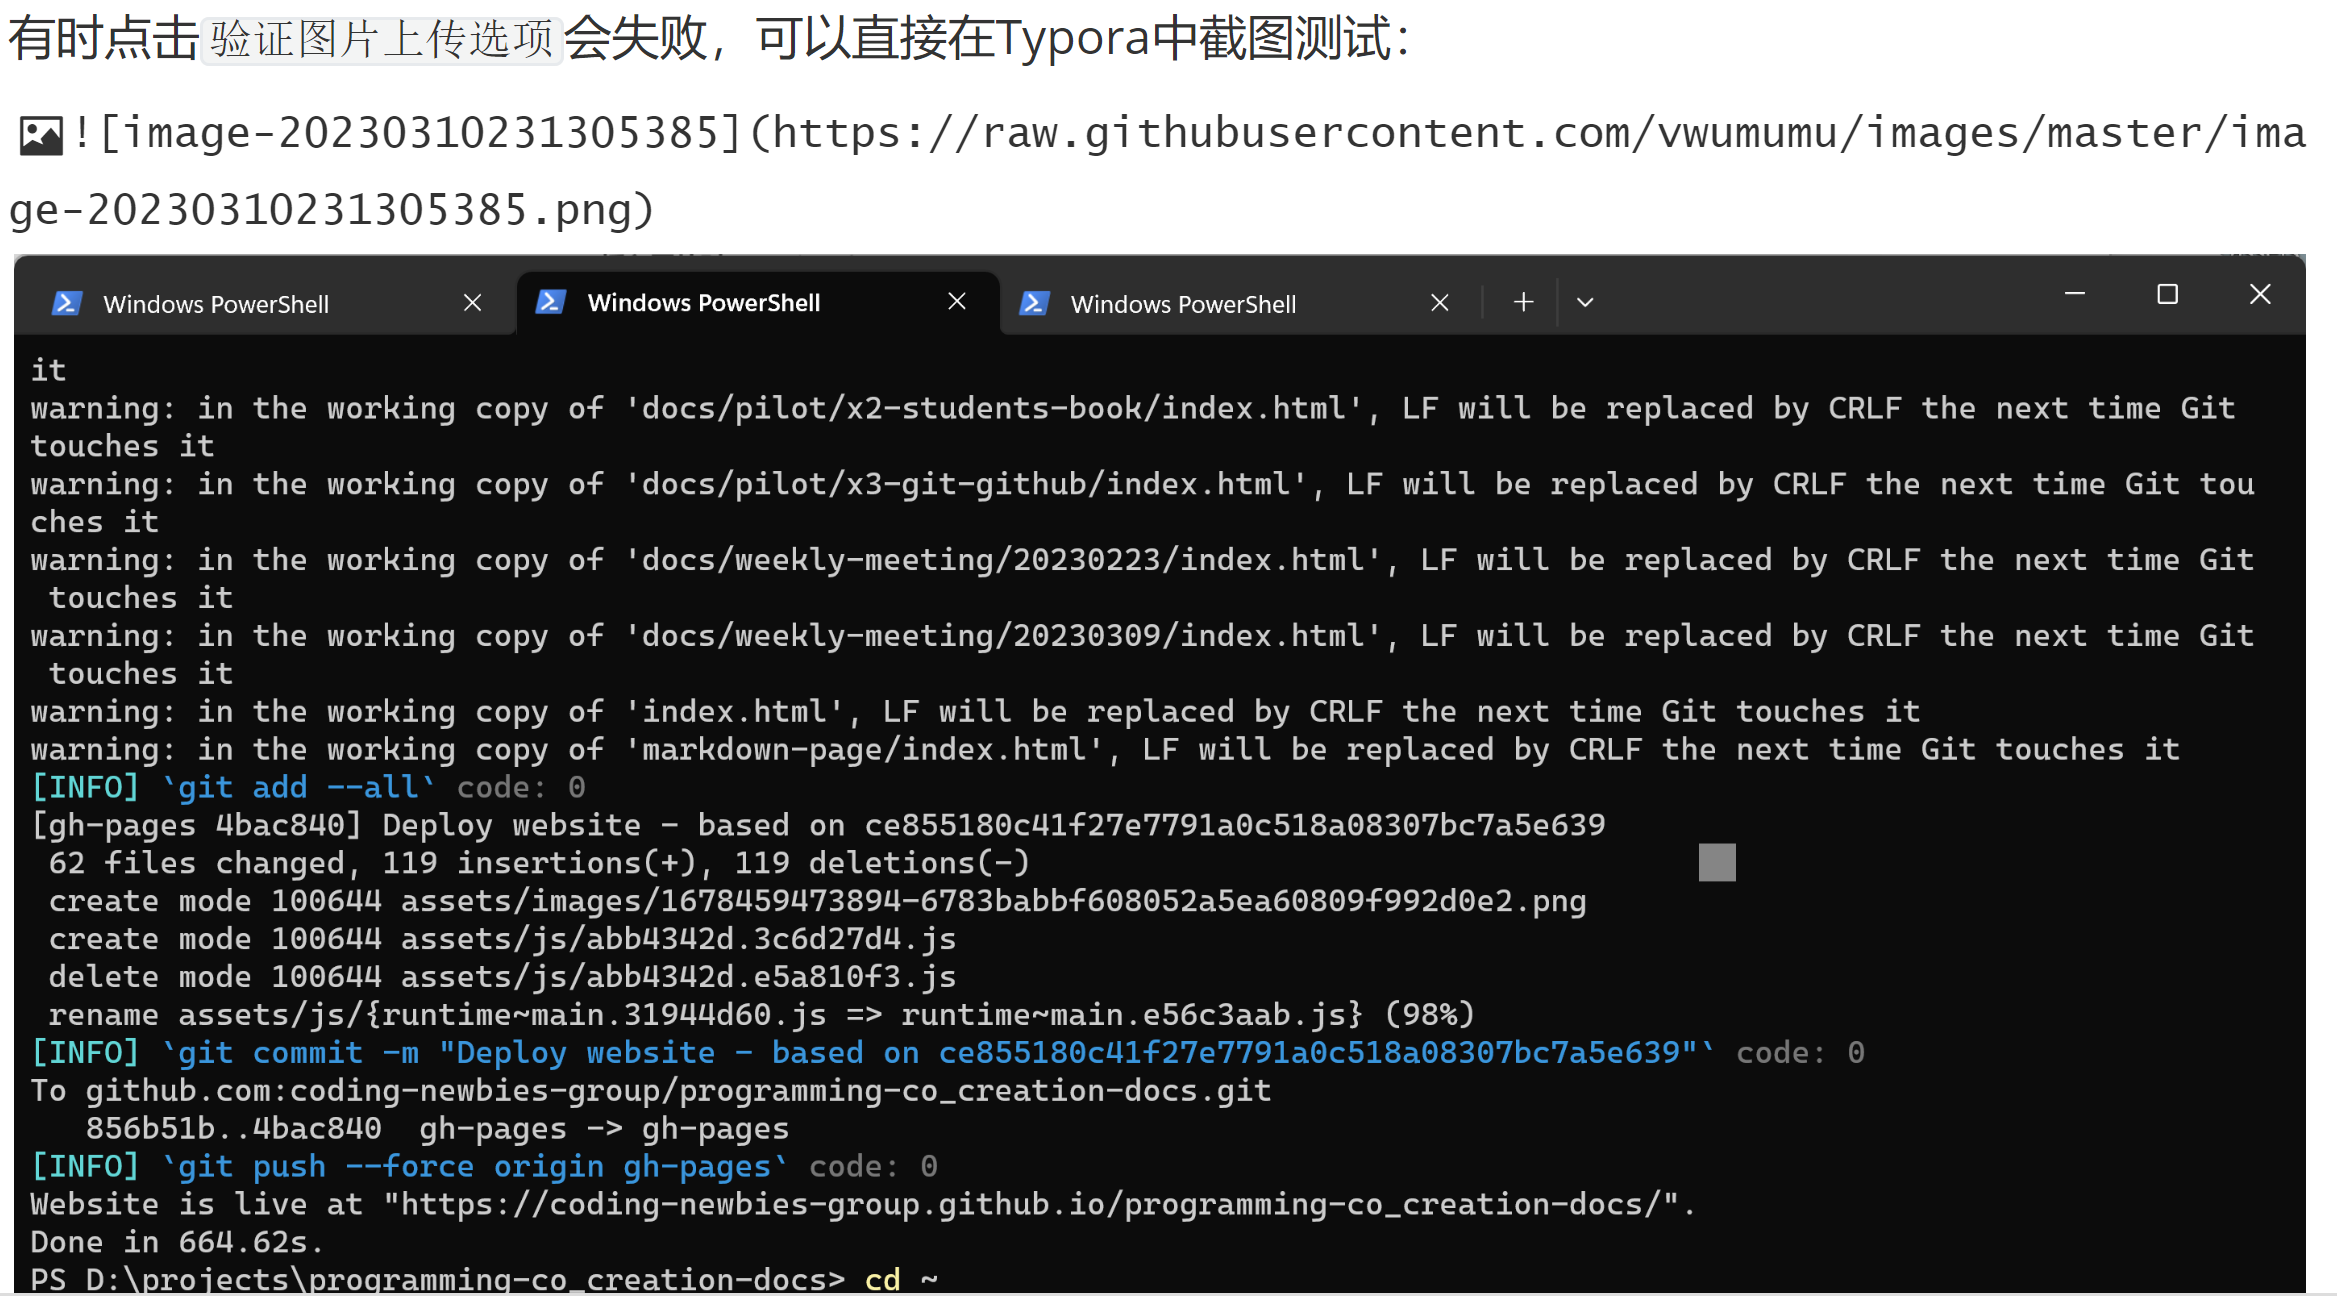 有时点击验证图片上传选项会失败，可以直接在Typora中截图测试：
![image-20230310231305385](https://raw.githubusercontent.com/vwumumu/images/master/ima
ge-20230310231305385.png)
Windows PowerShell
Windows PowerShell
Windows PowerShell
it
warning: in the working copy of 'docs/pilot/x2-students-book/index.html', LF will be replaced by CRLF the next time Git
touches it
warning: in the working copy of 'docs/pilot/x3-git-github/index.html', LF will be replaced by CRLF the next time Git tou
ches it
warning: in the working copy of 'docs/weekly-meeting/20230223/index.html', LF will be replaced by CRLF the next time Git
 touches it
warning: in the working copy of 'docs/weekly-meeting/20230309/index.html', LF will be replaced by CRLF the next time Git
 touches it
warning: in the working copy of 'index.html', LF will be replaced by CRLF the next time Git touches it
warning: in the working copy of 'markdown-page/index.html', LF will be replaced by CRLF the next time Git touches it
[INFO] `git add --all` code: 0
[gh-pages 4bac840] Deploy website - based on ce855180c41f27e7791a0c518a08307bc7a5e639
 62 files changed, 119 insertions(+), 119 deletions(-)
 create mode 100644 assets/images/1678459473894-6783babbf608052a5ea60809f992d0e2.png
 create mode 100644 assets/js/abb4342d.3c6d27d4.js
 delete mode 100644 assets/js/abb4342d.e5a810f3.js
 rename assets/js/{runtime~main.31944d60.js => runtime~main.e56c3aab.js} (98%)
[INFO] `git commit -m "Deploy website - based on ce855180c41f27e7791a0c518a08307bc7a5e639"` code: 0
To github.com:coding-newbies-group/programming-co_creation-docs.git
   856b51b..4bac840  gh-pages -> gh-pages
[INFO] `git push --force origin gh-pages` code: 0
Website is live at "https://coding-newbies-group.github.io/programming-co_creation-docs/".
Done in 664.62s.
PS D:\projects\programming-co_creation-docs> cd ~